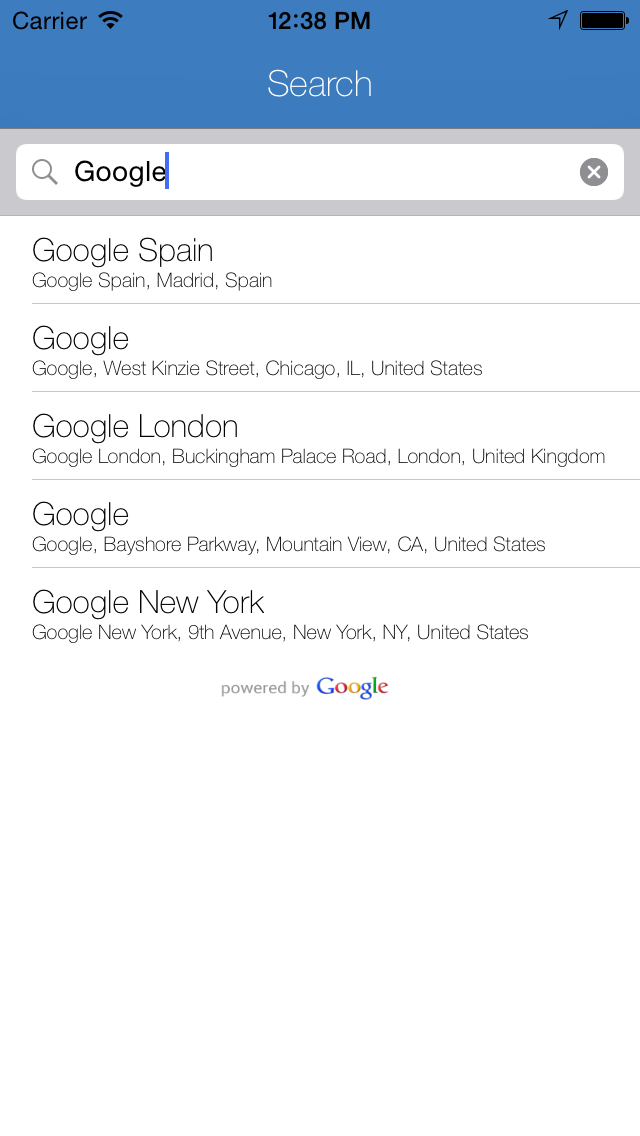 Carrier 12:38 PM
Search
Google
Google Spain
Google Spain, Madrid, Spain
Google
Google, West Kinzie Street, Chicago, IL, United States
Google London
Google London, Buckingham Palace Road, London, United Kingdom
Google
Google, Bayshore Parkway, Mountain View, CA, United States
Google New York
Google New York, 9th Avenue, New York, NY, United States
powered by Google